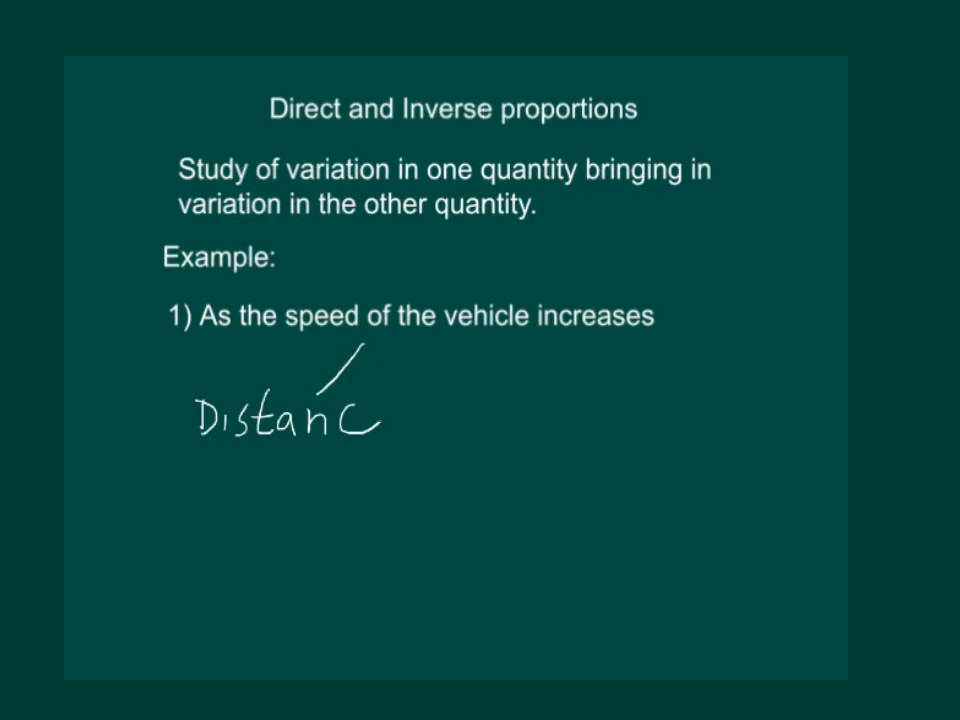 Direct and Inverse proportions
Study of variation in one quantity bringing in
variation in the other quantity.
Example:
1) As the speed of the vehicle increases
Distanc